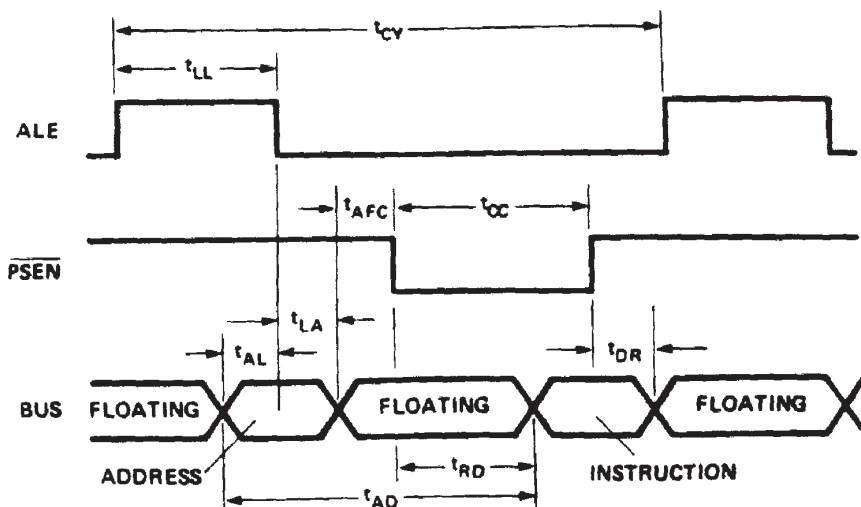 tCY
tLL
ALE
tAFC
tCC
PSEN
tLA
tAL
tDR
BUS
FLOATING
FLOATING
FLOATING
ADDRESS
tRD
INSTRUCTION
tAD